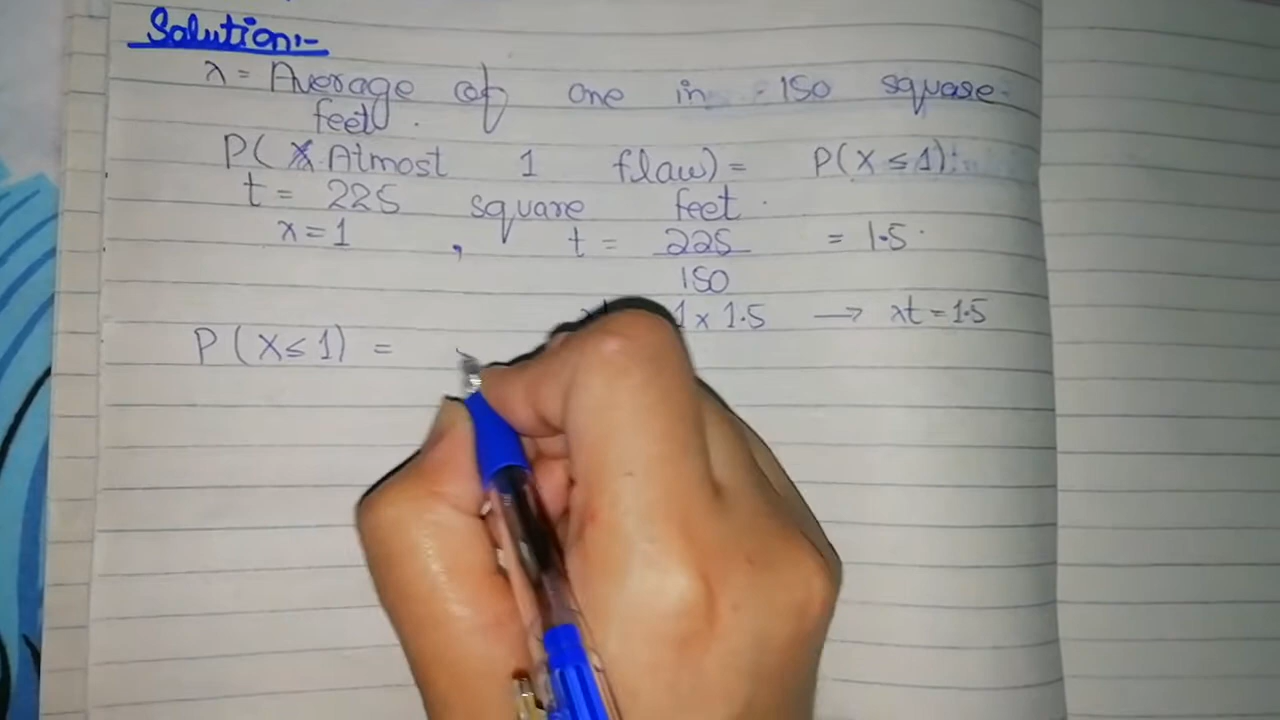 Solution:-
λ = Average of one in 150 square
feet.
P( X Atmost 1 flaw) = P(X ≤ 1):
t = 225 square feet.
λ=1 , t = 225 = 1.5
150
1 x 1.5 → λt = 1.5
P (X ≤ 1) =